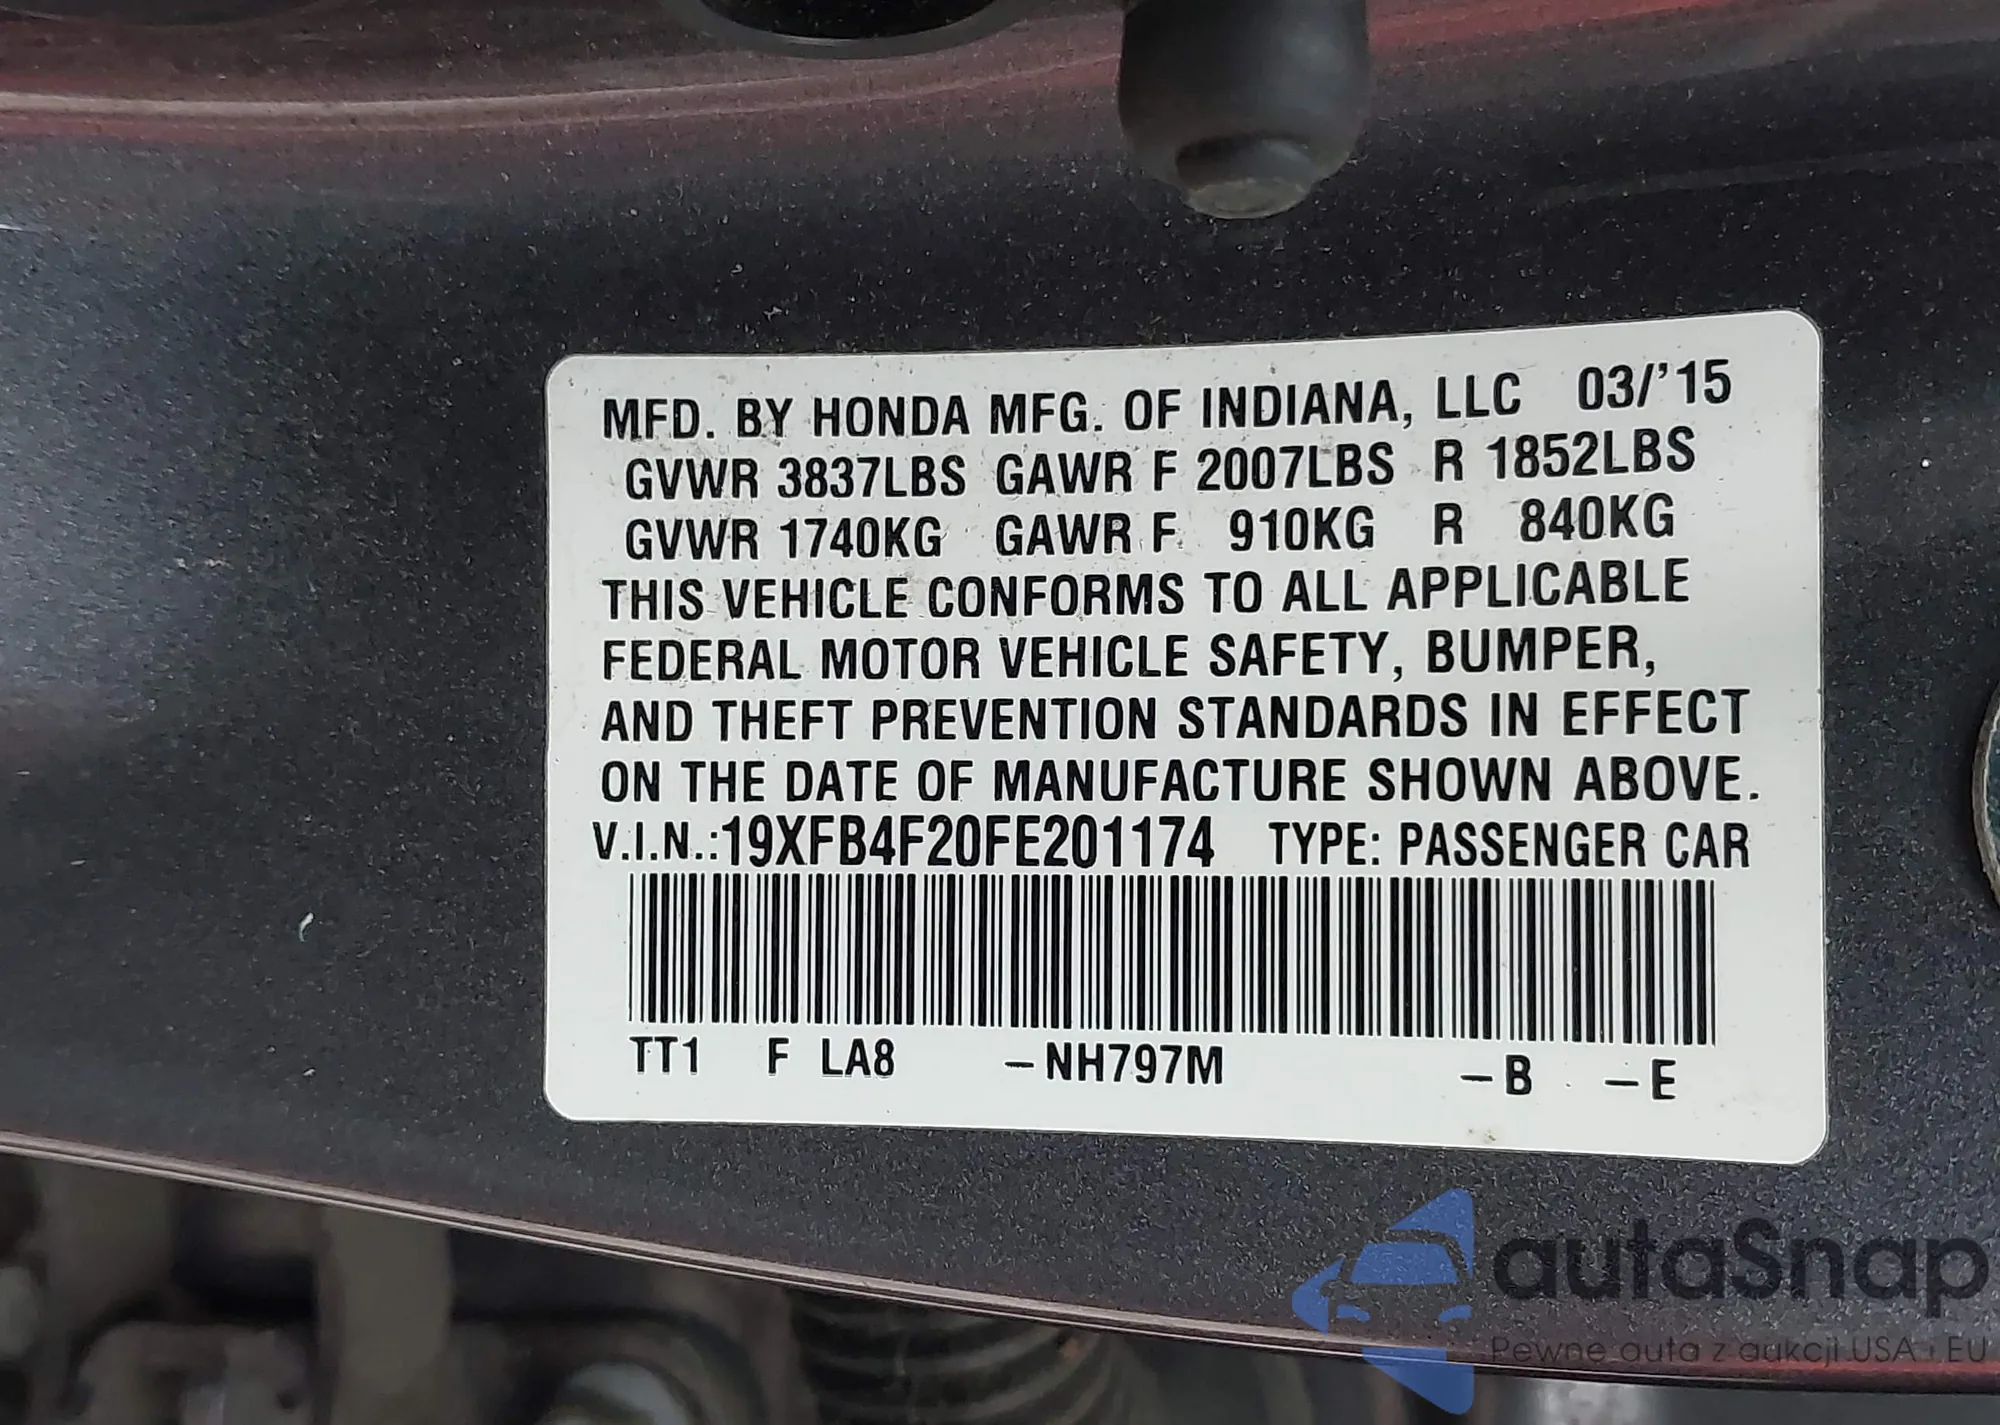 MFD. BY HONDA MFG. OF INDIANA, LLC 03/'15
GVWR 3837LBS GAWR F 2007LBS R 1852LBS
GVWR 1740KG GAWR F 910KG R 840KG
THIS VEHICLE CONFORMS TO ALL APPLICABLE
FEDERAL MOTOR VEHICLE SAFETY, BUMPER,
AND THEFT PREVENTION STANDARDS IN EFFECT
ON THE DATE OF MANUFACTURE SHOWN ABOVE.
V.I.N.:19XFB4F20FE201174 TYPE: PASSENGER CAR
TT1 F LA8 -NH797M -B -E
autaSnap
Pewne auta z aukcji USA i EU